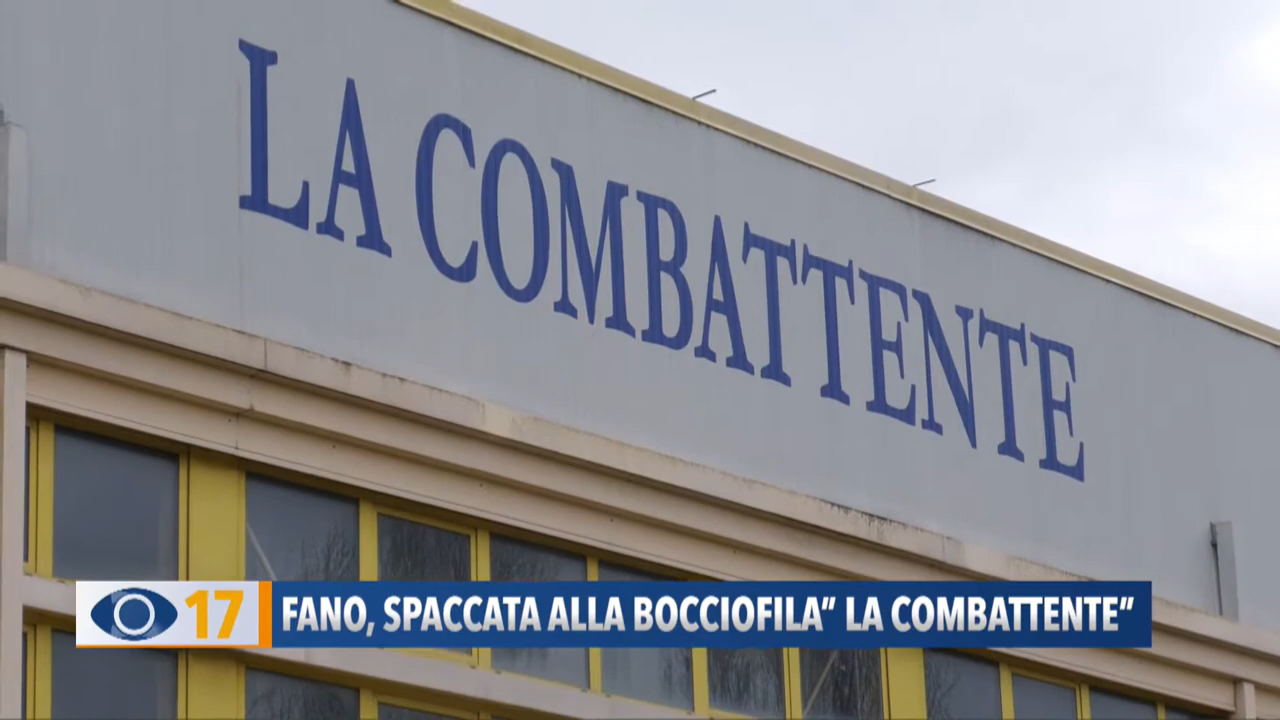 LA COMBATTENTE
17
FANO, SPACCATA ALLA BOCCIOFILA” LA COMBATTENTE”